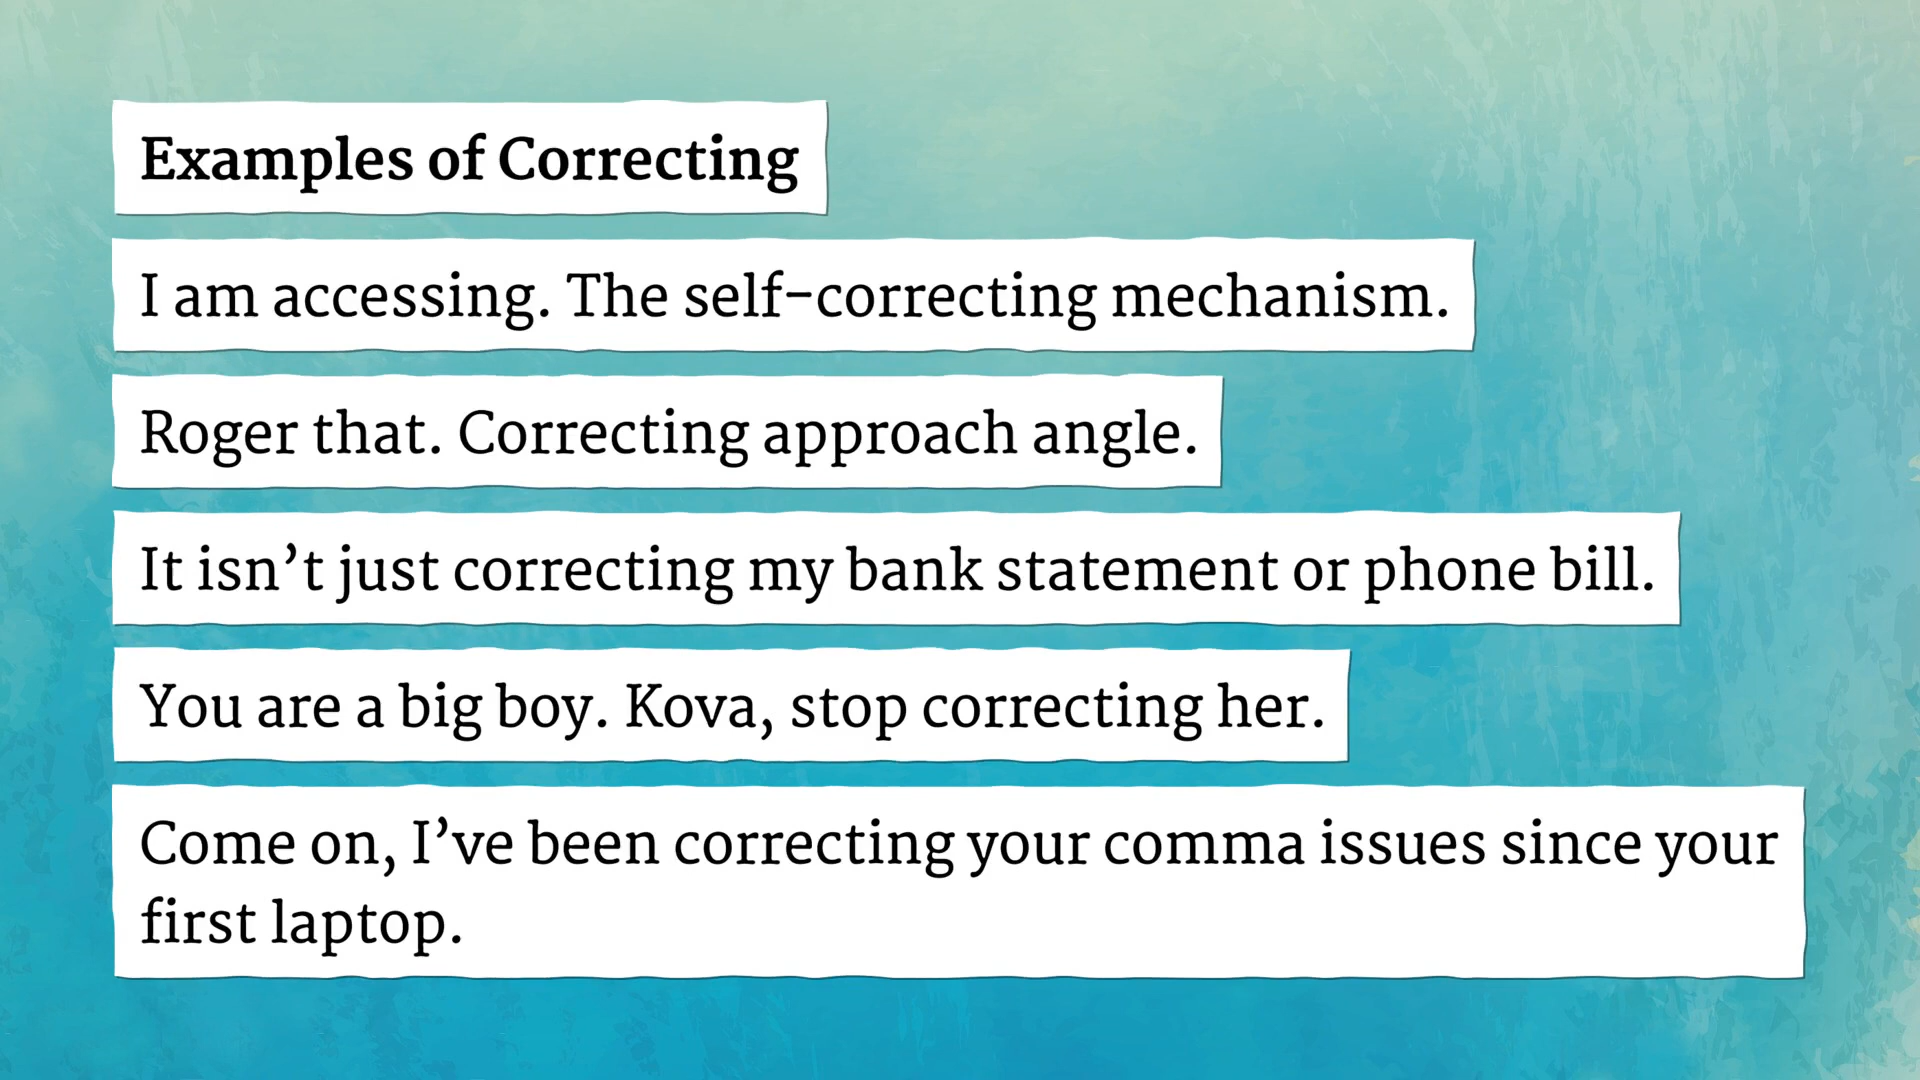 Examples of Correcting
I am accessing. The self-correcting mechanism.
Roger that. Correcting approach angle.
It isn’t just correcting my bank statement or phone bill.
You are a big boy. Kova, stop correcting her.
Come on, I’ve been correcting your comma issues since your
first laptop.